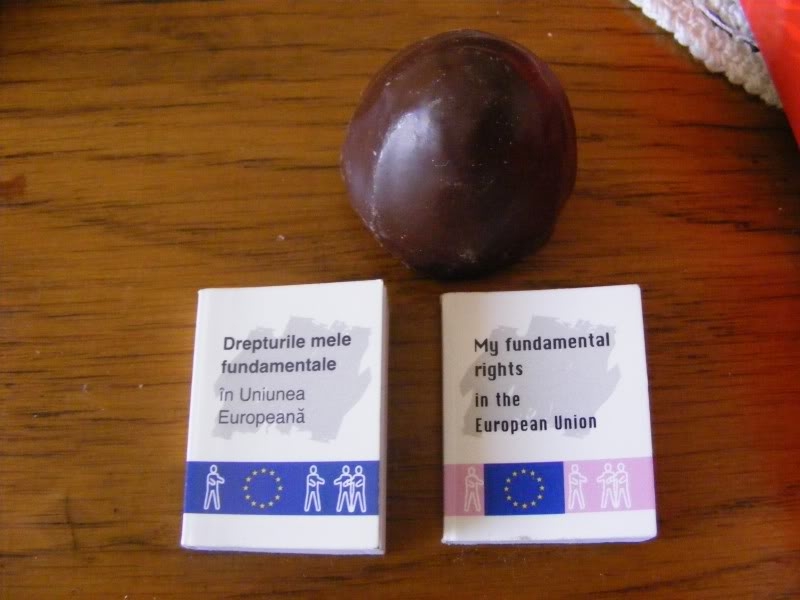 Drepturile mele
fundamentale
în Uniunea
Europeană
My fundamental
rights
in the
European Union